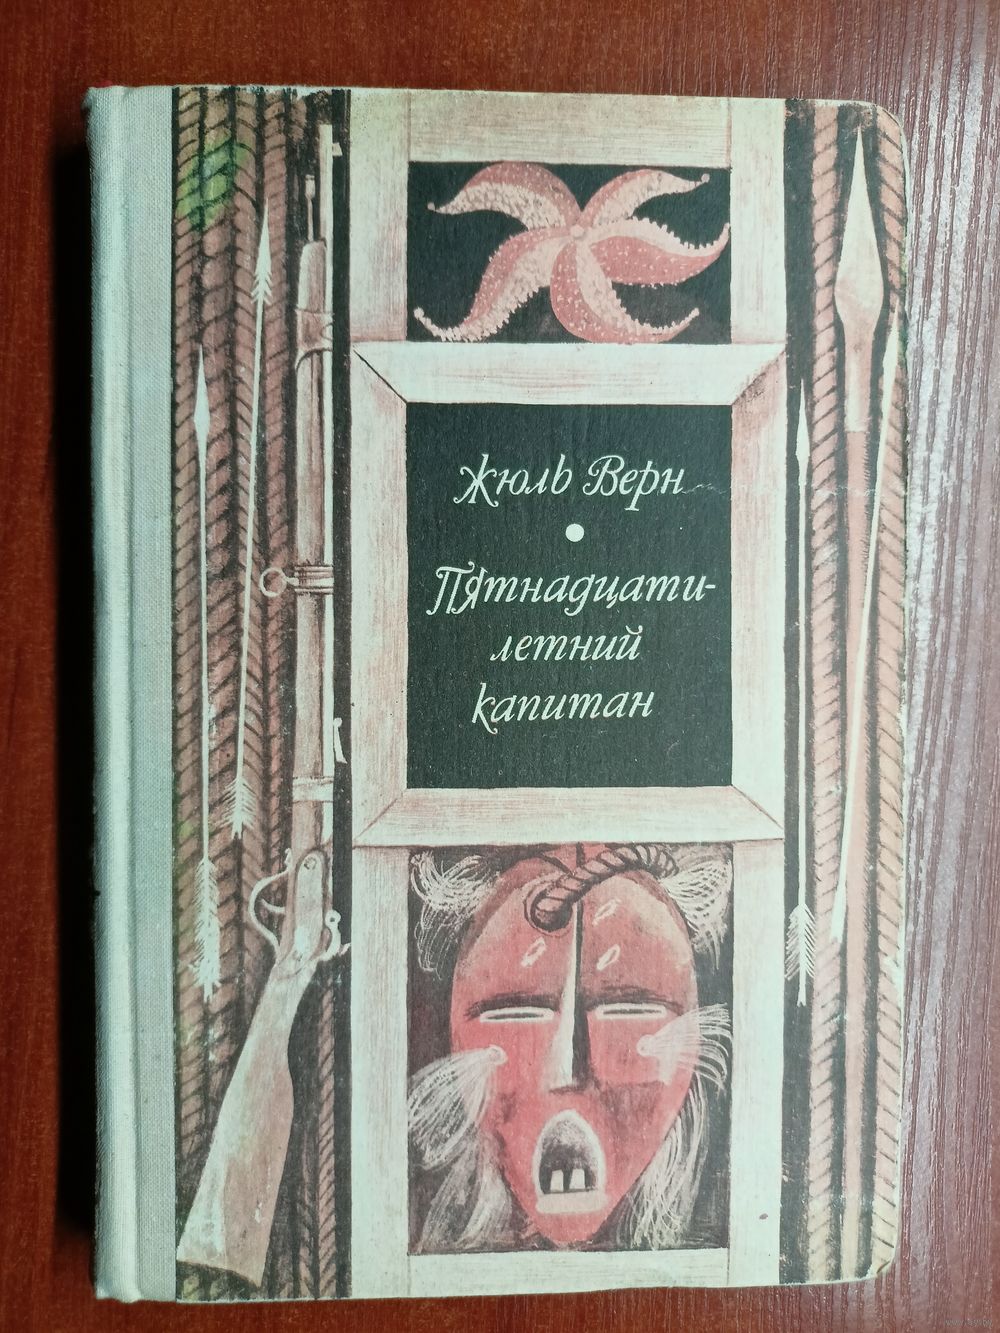 Жюль Верн
Пятнадцати-
летний
капитан